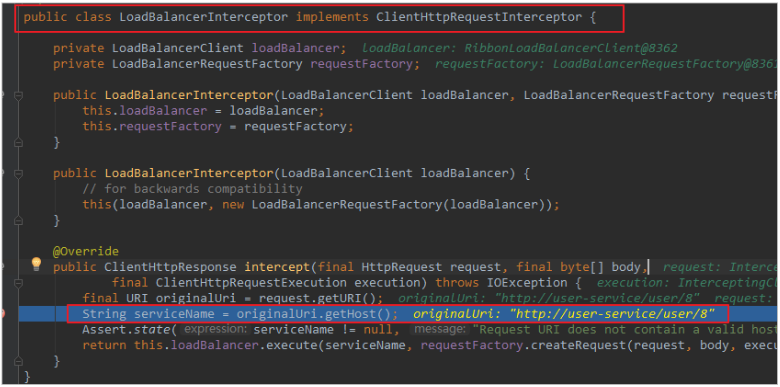 public class LoadBalancerInterceptor implements ClientHttpRequestInterceptor {
private LoadBalancerClient loadBalancer; loadBalancer: RibbonLoadBalancerClient@8362
private LoadBalancerRequestFactory requestFactory; requestFactory: LoadBalancerRequestFactory@8361
public LoadBalancerInterceptor(LoadBalancerClient loadBalancer, LoadBalancerRequestFactory requestF
this.loadBalancer = loadBalancer;
this.requestFactory = requestFactory;
}
public LoadBalancerInterceptor(LoadBalancerClient loadBalancer) {
// for backwards compatibility
this(loadBalancer, new LoadBalancerRequestFactory(loadBalancer));
}
@Override
public ClientHttpResponse intercept(final HttpRequest request, final byte[] body, request: Interce
final ClientHttpRequestExecution execution) throws IOException { execution: InterceptingCl
final URI originalUri = request.getURI(); originalUri: "http://user-service/user/8" request:
String serviceName = originalUri.getHost(); originalUri: "http://user-service/user/8"
Assert.state( expression: serviceName != null, message: "Request URI does not contain a valid host
return this.loadBalancer.execute(serviceName, requestFactory.createRequest(request, body, execu
}
}